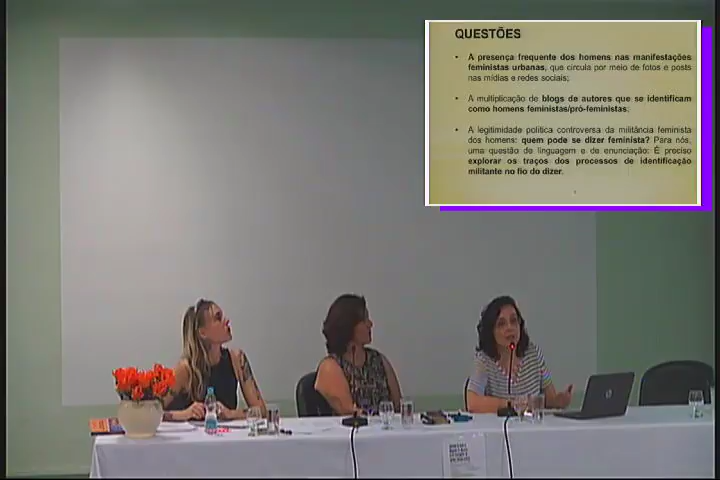 QUESTÕES
• A presença frequente dos homens nas manifestações
feministas urbanas, que circula por meio de fotos e posts
nas mídias e redes sociais;
• A multiplicação de blogs de autores que se identificam
como homens feministas/pró-feministas;
• A legitimidade política controversa da militância feminista
dos homens: quem pode se dizer feminista? Para nós,
uma questão de linguagem e de enunciação: É preciso
explorar os traços dos processos de identificação
militante no fio do dizer.